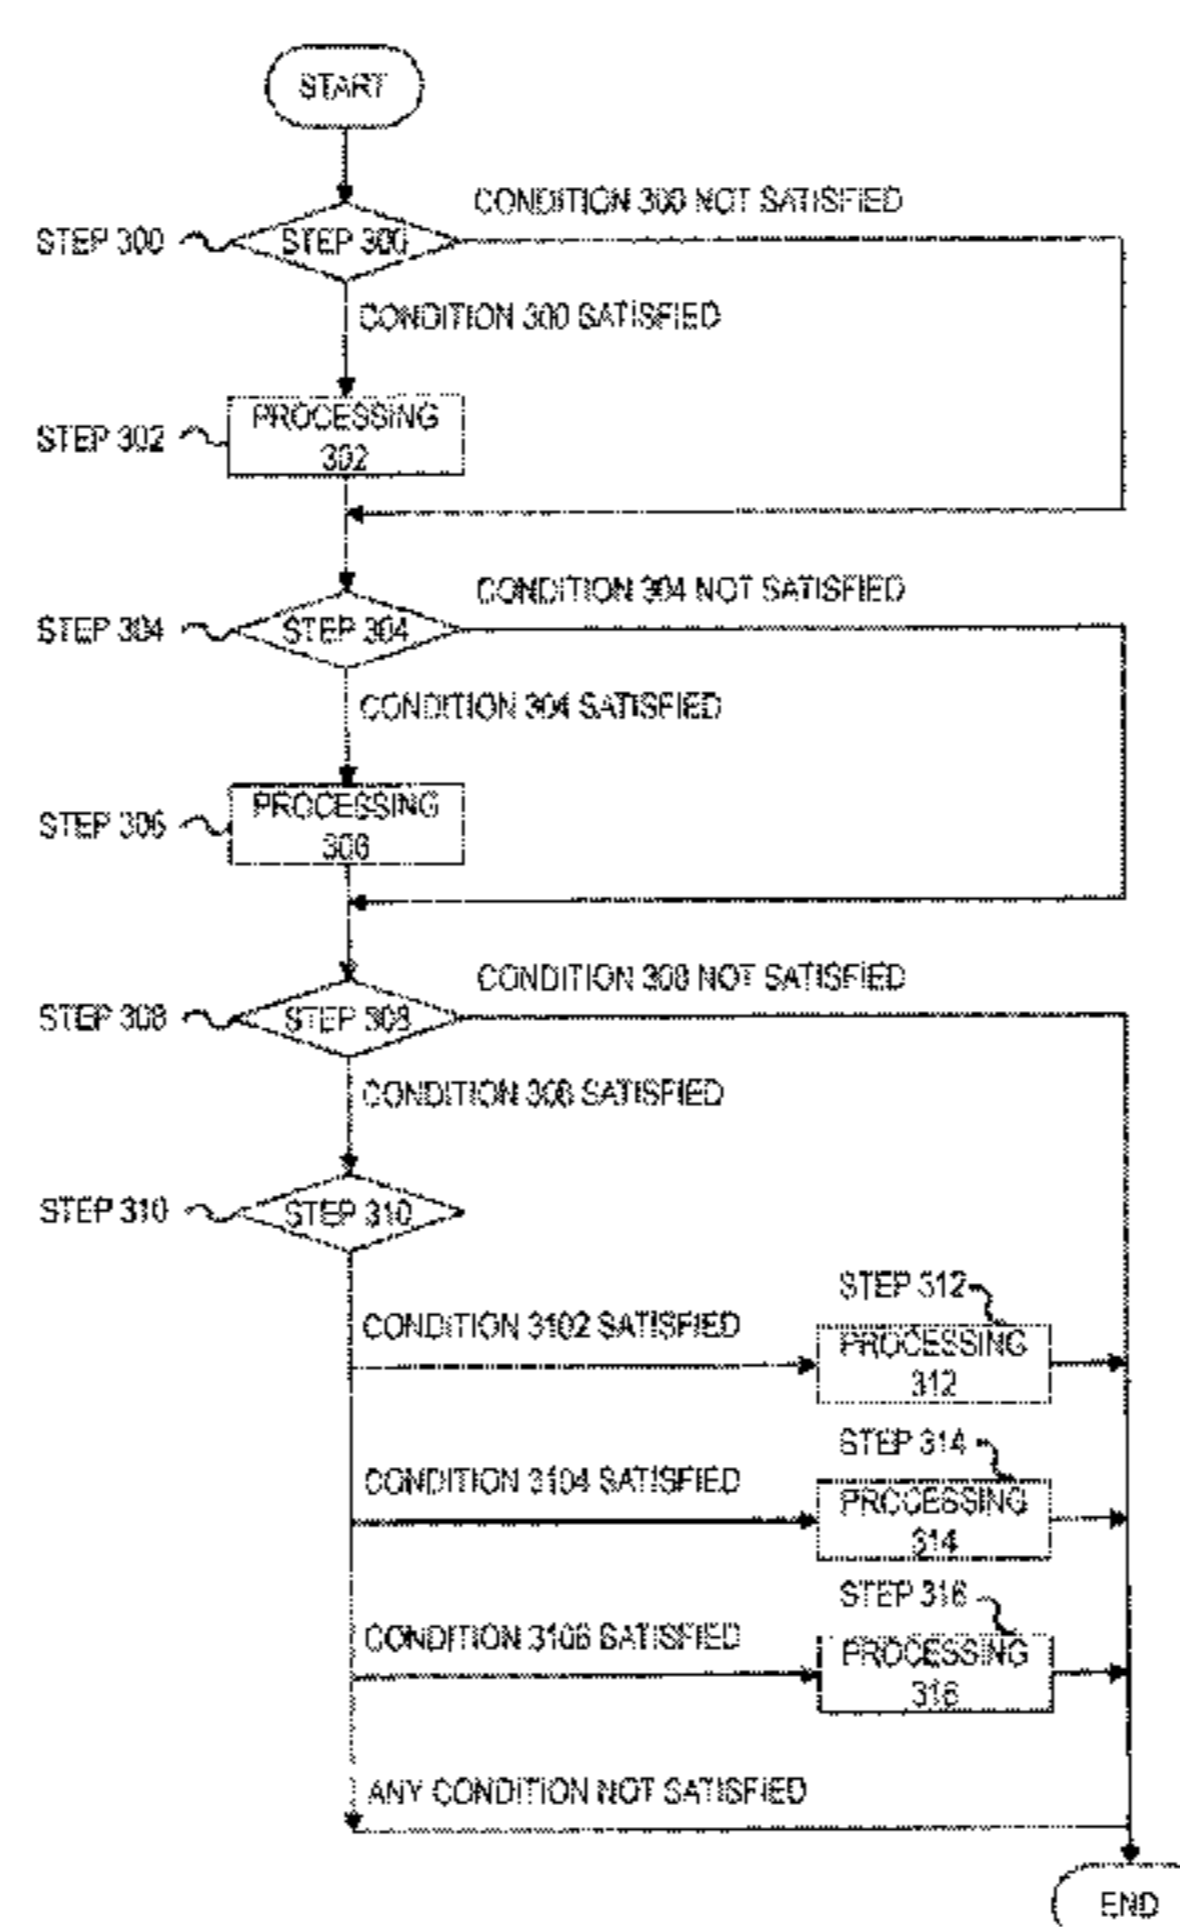 START
CONDITION 300 NOT SATISFIED
STEP 300
STEP 300
CONDITION 300 SATISFIED
STEP 302
PROCESSING
302
CONDITION 304 NOT SATISFIED
STEP 304
STEP 304
CONDITION 304 SATISFIED
STEP 306
PROCESSING
306
CONDITION 308 NOT SATISFIED
STEP 308
STEP 308
CONDITION 308 SATISFIED
STEP 310
STEP 310
STEP 312
CONDITION 3102 SATISFIED
PROCESSING
312
STEP 314
CONDITION 3104 SATISFIED
PROCESSING
314
STEP 316
CONDITION 3106 SATISFIED
PROCESSING
316
ANY CONDITION NOT SATISFIED
END